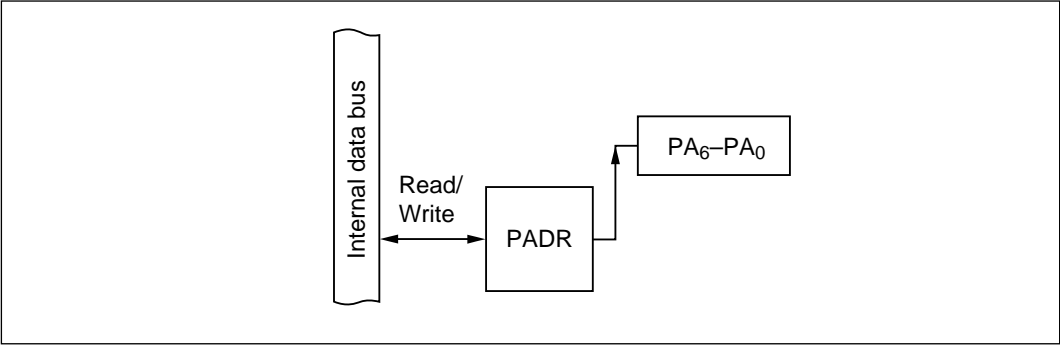 Internal data bus
Read/
Write
PADR
PA₆–PA₀